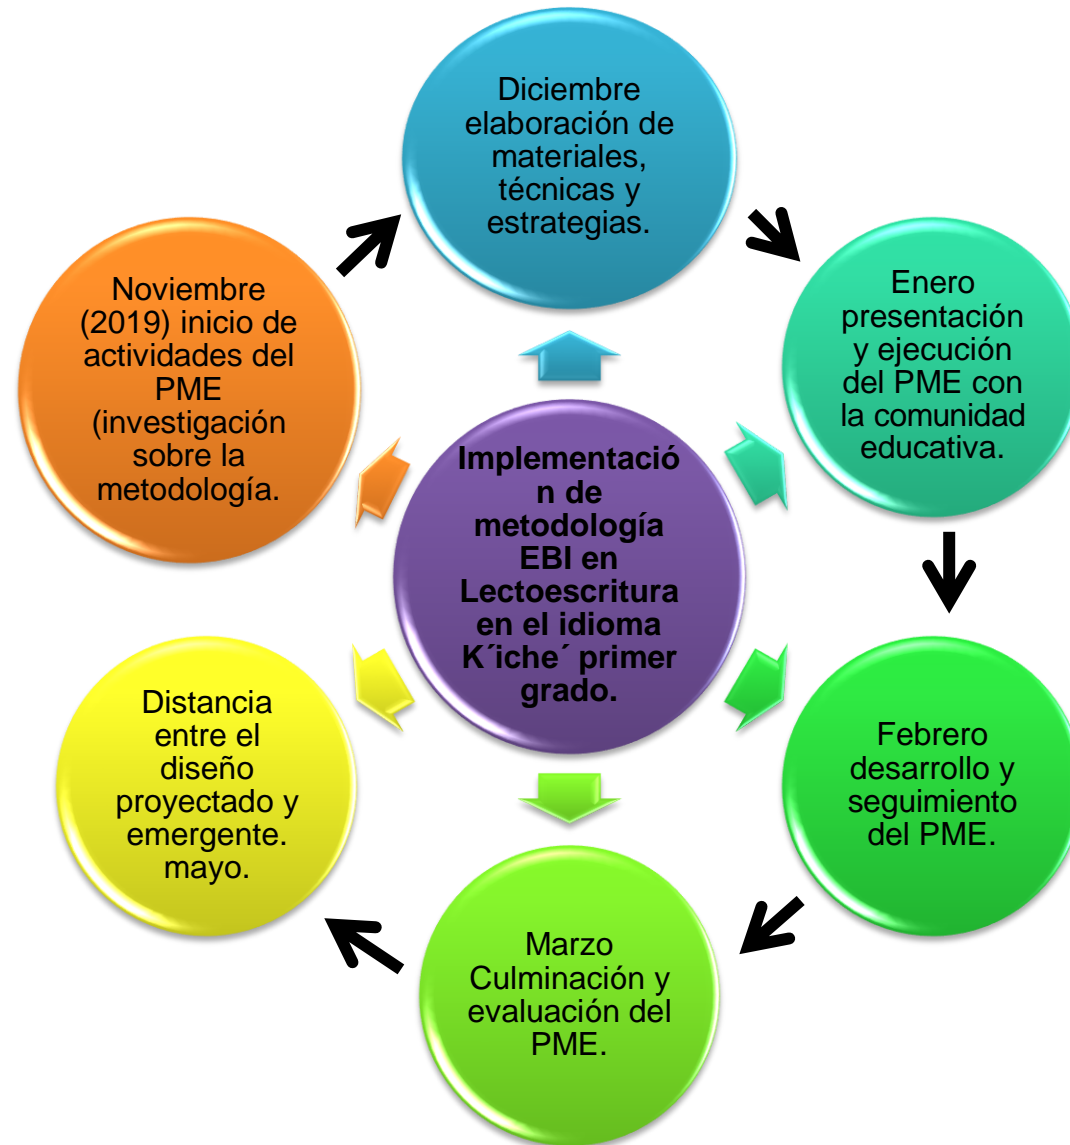 Diciembre
elaboración de
materiales,
técnicas y
estrategias.
Noviembre
(2019) inicio de
actividades del
PME
(investigación
sobre la
metodología.
Enero
presentación
y ejecución
del PME con
la comunidad
educativa.
Implementació
n de
metodología
EBI en
Lectoescritura
en el idioma
K´iche´ primer
grado.
Distancia
entre el
diseño
proyectado y
emergente.
mayo.
Febrero
desarrollo y
seguimiento
del PME.
Marzo
Culminación y
evaluación del
PME.